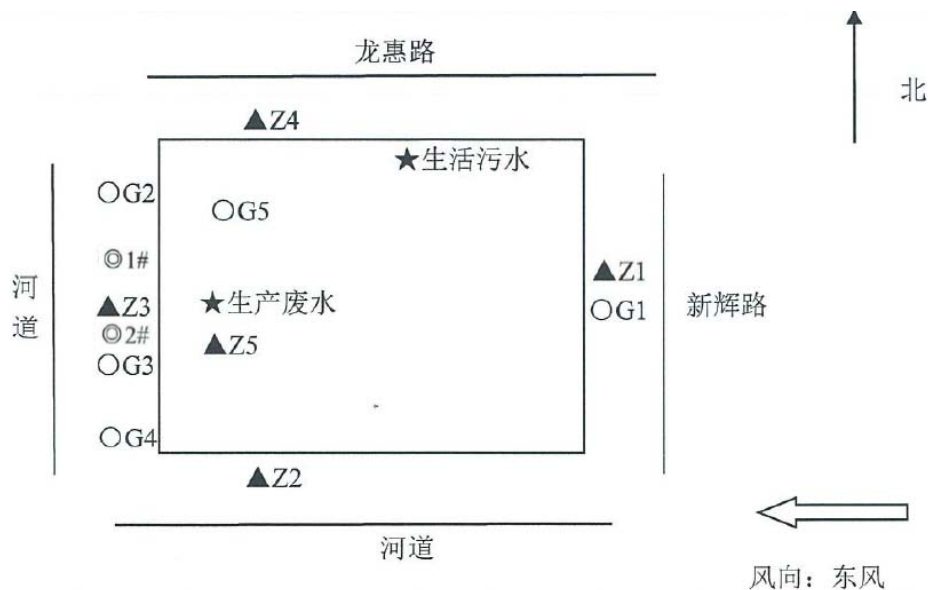 龙惠路
北
▲Z4
★生活污水
○G2
○G5
◎1#
▲Z1
河道
▲Z3
★生产废水
○G1
新辉路
◎2#
▲Z5
○G3
○G4
▲Z2
河道
风向：东风